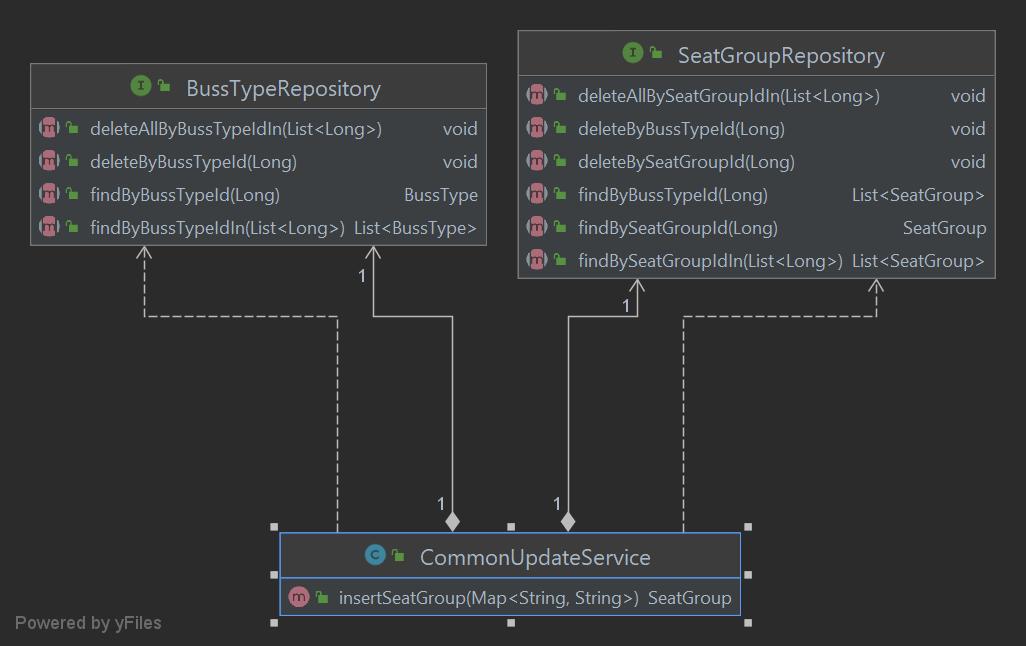 I BussTypeRepository
m deleteAllByBussTypeIdIn(List<Long>) void
m deleteByBussTypeId(Long) void
m findByBussTypeId(Long) BussType
m findByBussTypeIdIn(List<Long>) List<BussType>
I SeatGroupRepository
m deleteAllBySeatGroupIdIn(List<Long>) void
m deleteByBussTypeId(Long) void
m deleteBySeatGroupId(Long) void
m findByBussTypeId(Long) List<SeatGroup>
m findBySeatGroupId(Long) SeatGroup
m findBySeatGroupIdIn(List<Long>) List<SeatGroup>
1
1
1
1
C CommonUpdateService
m insertSeatGroup(Map<String, String>) SeatGroup
Powered by yFiles